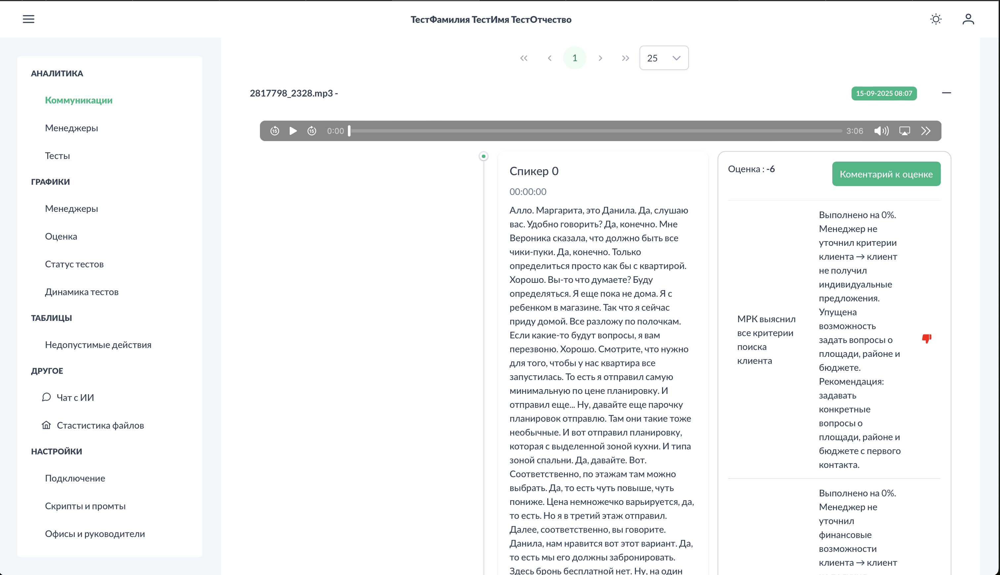 ТестФамилия ТестИмя ТестОтчество
АНАЛИТИКА
Коммуникации
Менеджеры
Тесты
ГРАФИКИ
Менеджеры
Оценка
Статус тестов
Динамика тестов
ТАБЛИЦЫ
Недопустимые действия
ДРУГОЕ
Чат с ИИ
Стастистика файлов
НАСТРОЙКИ
Подключение
Скрипты и промты
Офисы и руководители
1
25
2817798_2328.mp3 -
15-09-2025 08:07
15
15
0:00
3:06
Спикер 0
00:00:00
Алло. Маргарита, это Данила. Да, слушаю
вас. Удобно говорить? Да, конечно. Мне
Вероника сказала, что должно быть все
чики-пуки. Да, конечно. Только
определиться просто как бы с квартирой.
Хорошо. Вы-то что думаете? Буду
определяться. Я еще пока не дома. Я с
ребенком в магазине. Так что я сейчас
приду домой. Все разложу по полочкам.
Если какие-то будут вопросы, я вам
перезвоню. Хорошо. Смотрите, что нужно
для того, чтобы у нас квартира все
запустилась. То есть я отправил самую
минимальную по цене планировку. И
отправил еще... Ну, давайте еще парочку
планировок отправлю. Там они такие тоже
необычные. И вот отправил планировку,
которая с выделенной зоной кухни. И типа
зоной спальни. Да, давайте. Вот.
Соответственно, по этажам там можно
выбрать. Да, то есть чуть повыше, чуть
пониже. Цена немножечко варьируется, да,
то есть. Но я в третий этаж отправил.
Далее, соответственно, вы говорите.
Данила, нам нравится вот этот вариант. Да,
то есть мы его должны забронировать.
Здесь бронь бесплатной нет. Ну, на один
Оценка : -6
Коментарий к оценке
МРК выяснил
все критерии
поиска
клиента
Выполнено на 0%.
Менеджер не
уточнил критерии
клиента → клиент
не получил
индивидуальные
предложения.
Упущена
возможность
задать вопросы о
площади, районе и
бюджете.
Рекомендация:
задавать
конкретные
вопросы о
площади, районе и
бюджете с первого
контакта.
Выполнено на 0%.
Менеджер не
уточнил
финансовые
возможности
клиента → клиент